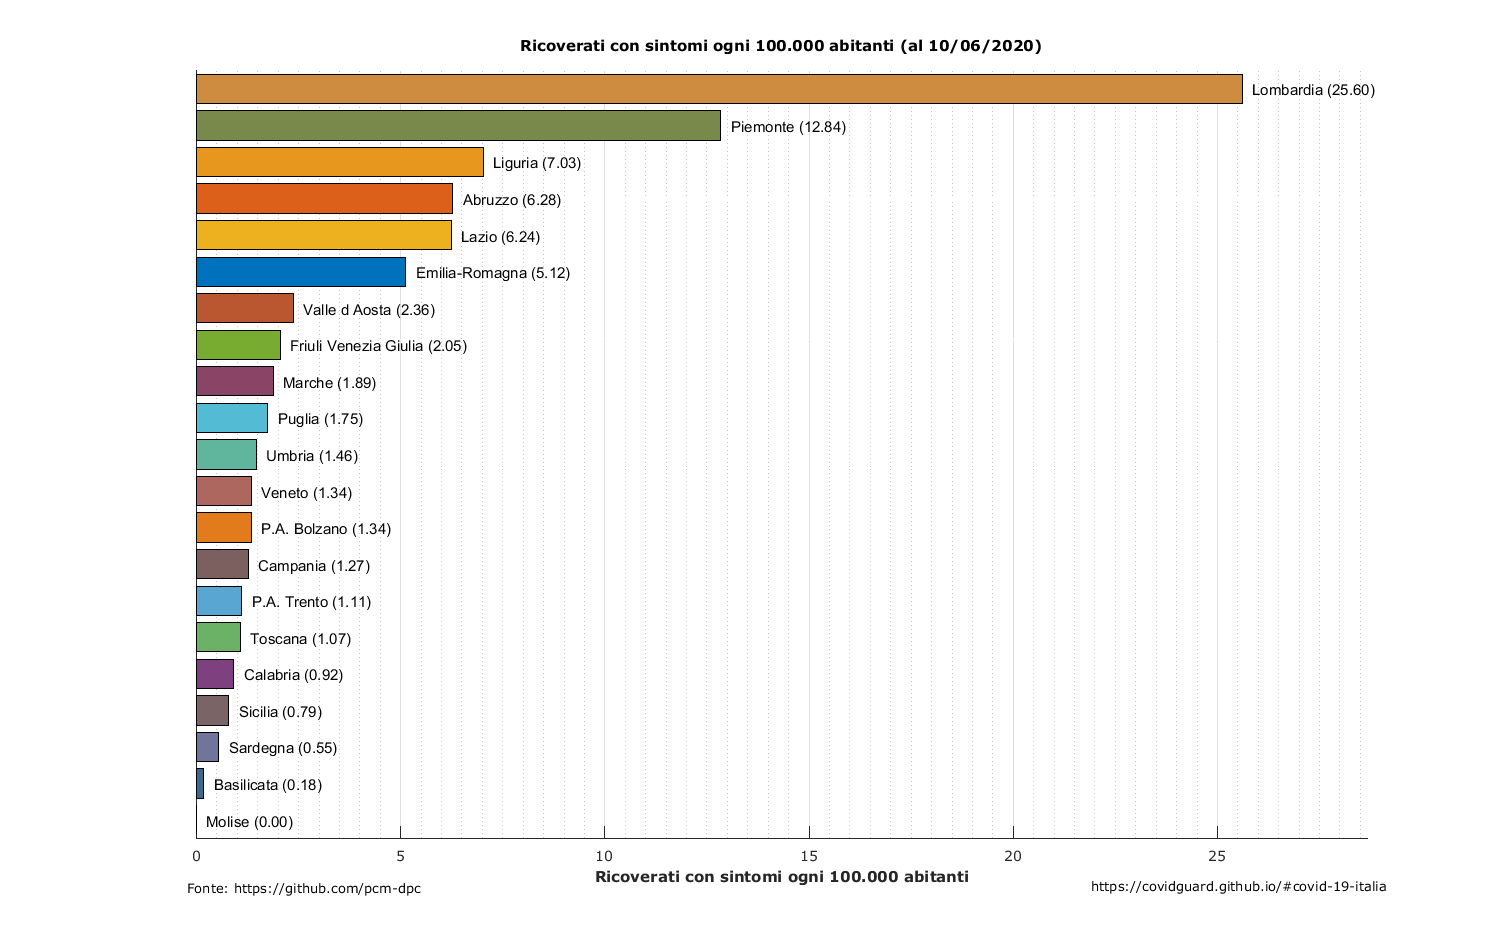 Ricoverati con sintomi ogni 100.000 abitanti (al 10/06/2020)
Lombardia (25.60)
Piemonte (12.84)
Liguria (7.03)
Abruzzo (6.28)
Lazio (6.24)
Emilia-Romagna (5.12)
Valle d Aosta (2.36)
Friuli Venezia Giulia (2.05)
Marche (1.89)
Puglia (1.75)
Umbria (1.46)
Veneto (1.34)
P.A. Bolzano (1.34)
Campania (1.27)
P.A. Trento (1.11)
Toscana (1.07)
Calabria (0.92)
Sicilia (0.79)
Sardegna (0.55)
Basilicata (0.18)
Molise (0.00)
0 5 10 15 20 25
Ricoverati con sintomi ogni 100.000 abitanti
Fonte: https://github.com/pcm-dpc
https://covidguard.github.io/#covid-19-italia